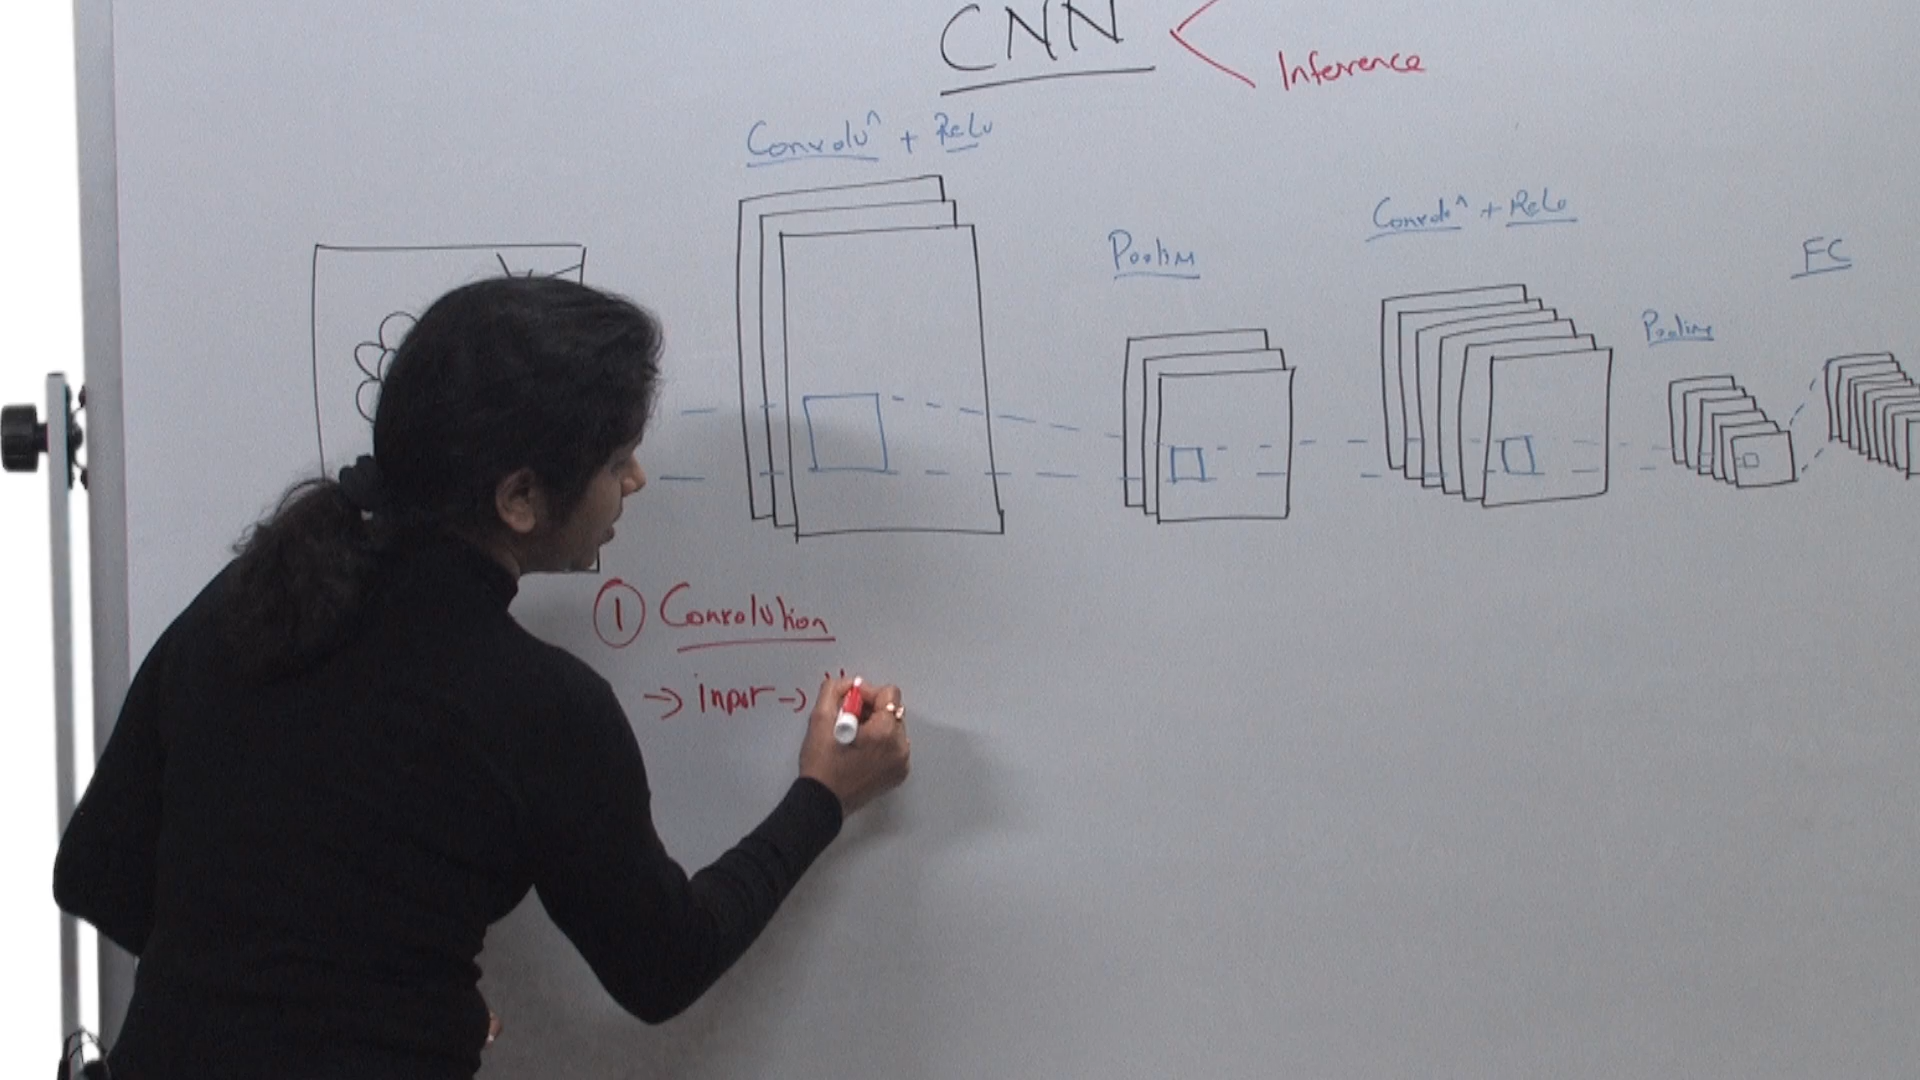 CNN
Inference
Convolu^n + ReLu
Pooling
Convolu^n + ReLu
Pooling
FC
① Convolution
→ input →